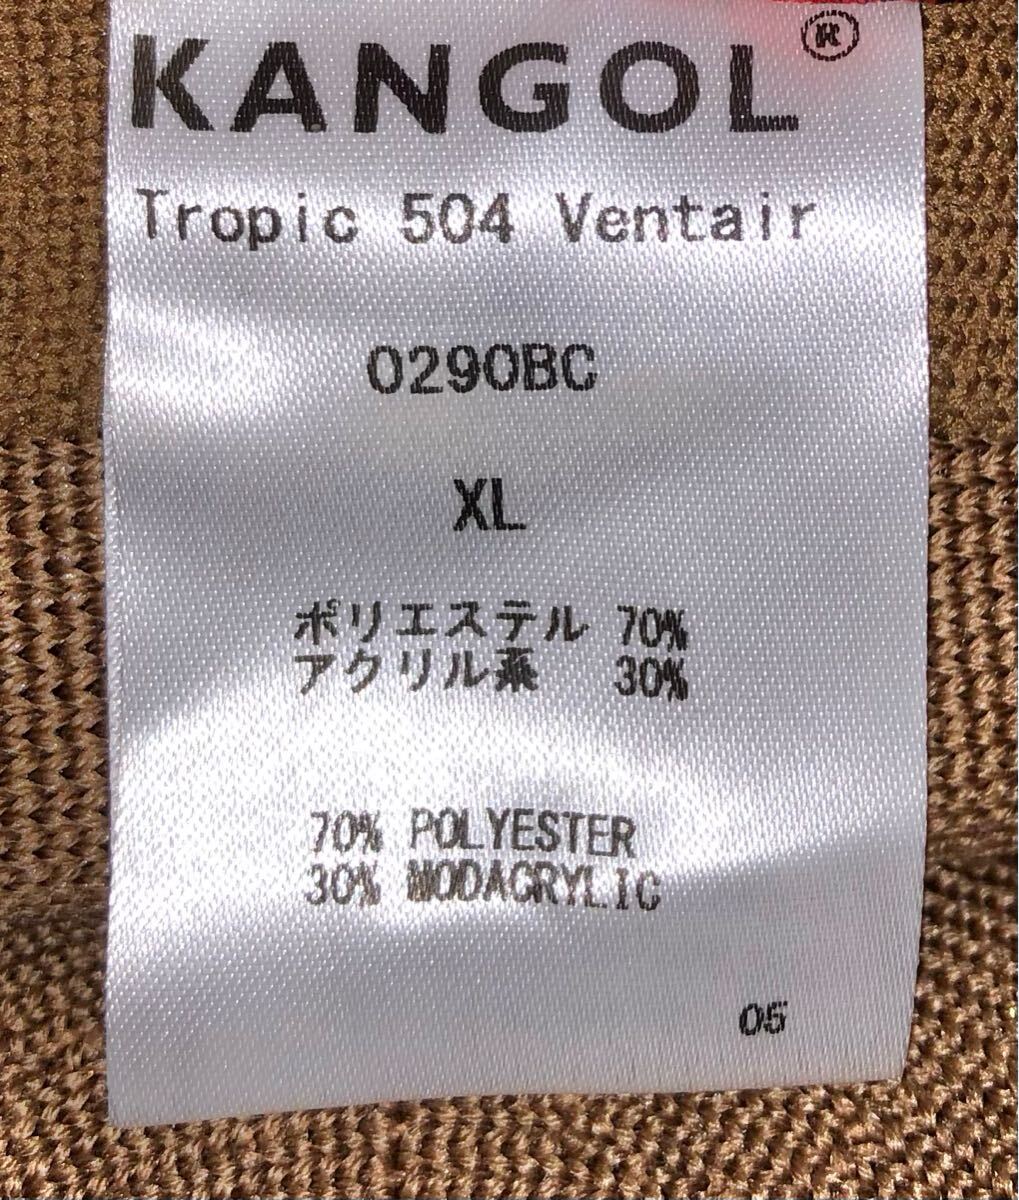 KANGOL®
Tropic 504 Ventair
0290BC
XL
ポリエステル 70%
アクリル系 30%
70% POLYESTER
30% MODACRYLIC
05